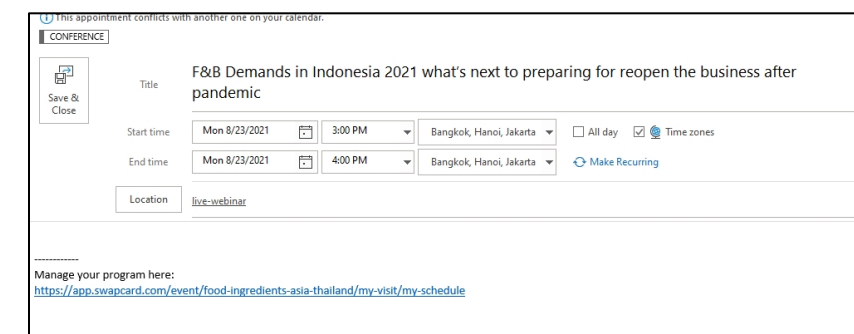 This appointment conflicts with another one on your calendar.
CONFERENCE
Save &
Close
Title
F&B Demands in Indonesia 2021 what's next to preparing for reopen the business after
pandemic
Start time Mon 8/23/2021 3:00 PM Bangkok, Hanoi, Jakarta All day Time zones
End time Mon 8/23/2021 4:00 PM Bangkok, Hanoi, Jakarta Make Recurring
Location live-webinar
------------
Manage your program here:
https://app.swapcard.com/event/food-ingredients-asia-thailand/my-visit/my-schedule